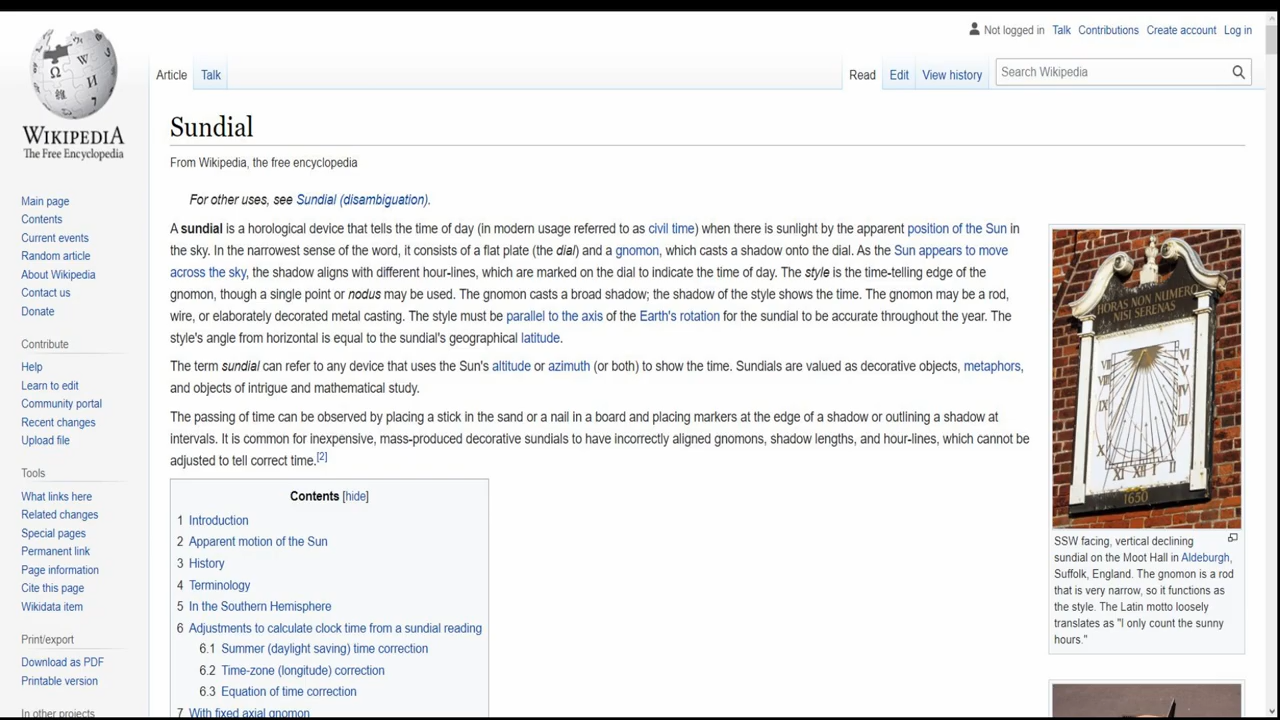 Not logged in Talk Contributions Create account Log in
Article Talk Read Edit View history Search Wikipedia
WIKIPEDIA
The Free Encyclopedia
Main page
Contents
Current events
Random article
About Wikipedia
Contact us
Donate
Contribute
Help
Learn to edit
Community portal
Recent changes
Upload file
Tools
What links here
Related changes
Special pages
Permanent link
Page information
Cite this page
Wikidata item
Print/export
Download as PDF
Printable version
In other projects
Sundial
From Wikipedia, the free encyclopedia
For other uses, see Sundial (disambiguation).
A sundial is a horological device that tells the time of day (in modern usage referred to as civil time) when there is sunlight by the apparent position of the Sun in
the sky. In the narrowest sense of the word, it consists of a flat plate (the dial) and a gnomon, which casts a shadow onto the dial. As the Sun appears to move
across the sky, the shadow aligns with different hour-lines, which are marked on the dial to indicate the time of day. The style is the time-telling edge of the
gnomon, though a single point or nodus may be used. The gnomon casts a broad shadow; the shadow of the style shows the time. The gnomon may be a rod,
wire, or elaborately decorated metal casting. The style must be parallel to the axis of the Earth's rotation for the sundial to be accurate throughout the year. The
style's angle from horizontal is equal to the sundial's geographical latitude.
The term sundial can refer to any device that uses the Sun's altitude or azimuth (or both) to show the time. Sundials are valued as decorative objects, metaphors,
and objects of intrigue and mathematical study.
The passing of time can be observed by placing a stick in the sand or a nail in a board and placing markers at the edge of a shadow or outlining a shadow at
intervals. It is common for inexpensive, mass-produced decorative sundials to have incorrectly aligned gnomons, shadow lengths, and hour-lines, which cannot be
adjusted to tell correct time.[2]
Contents [hide]
1 Introduction
2 Apparent motion of the Sun
3 History
4 Terminology
5 In the Southern Hemisphere
6 Adjustments to calculate clock time from a sundial reading
6.1 Summer (daylight saving) time correction
6.2 Time-zone (longitude) correction
6.3 Equation of time correction
7 With fixed axial gnomon
HORAS NON NUMERO
NISI SERENAS
1650
SSW facing, vertical declining
sundial on the Moot Hall in Aldeburgh,
Suffolk, England. The gnomon is a rod
that is very narrow, so it functions as
the style. The Latin motto loosely
translates as "I only count the sunny
hours."